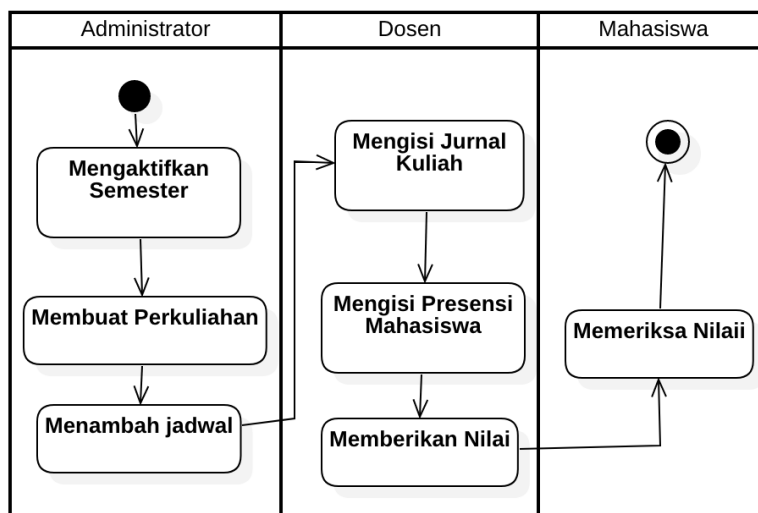 Administrator
Dosen
Mahasiswa
Mengaktifkan
Semester
Membuat Perkuliahan
Menambah jadwal
Mengisi Jurnal
Kuliah
Mengisi Presensi
Mahasiswa
Memberikan Nilai
Memeriksa Nilaii